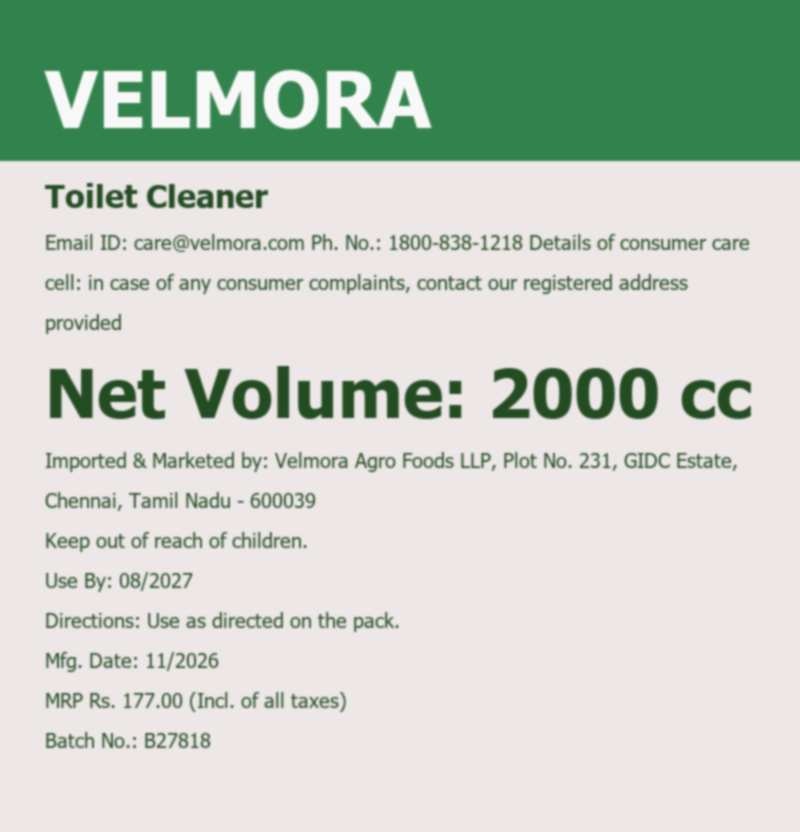 VELMORA
Toilet Cleaner
Email ID: care@velmora.com Ph. No.: 1800-838-1218 Details of consumer care
cell: in case of any consumer complaints, contact our registered address
provided
Net Volume: 2000 cc
Imported & Marketed by: Velmora Agro Foods LLP, Plot No. 231, GIDC Estate,
Chennai, Tamil Nadu - 600039
Keep out of reach of children.
Use By: 08/2027
Directions: Use as directed on the pack.
Mfg. Date: 11/2026
MRP Rs. 177.00 (Incl. of all taxes)
Batch No.: B27818